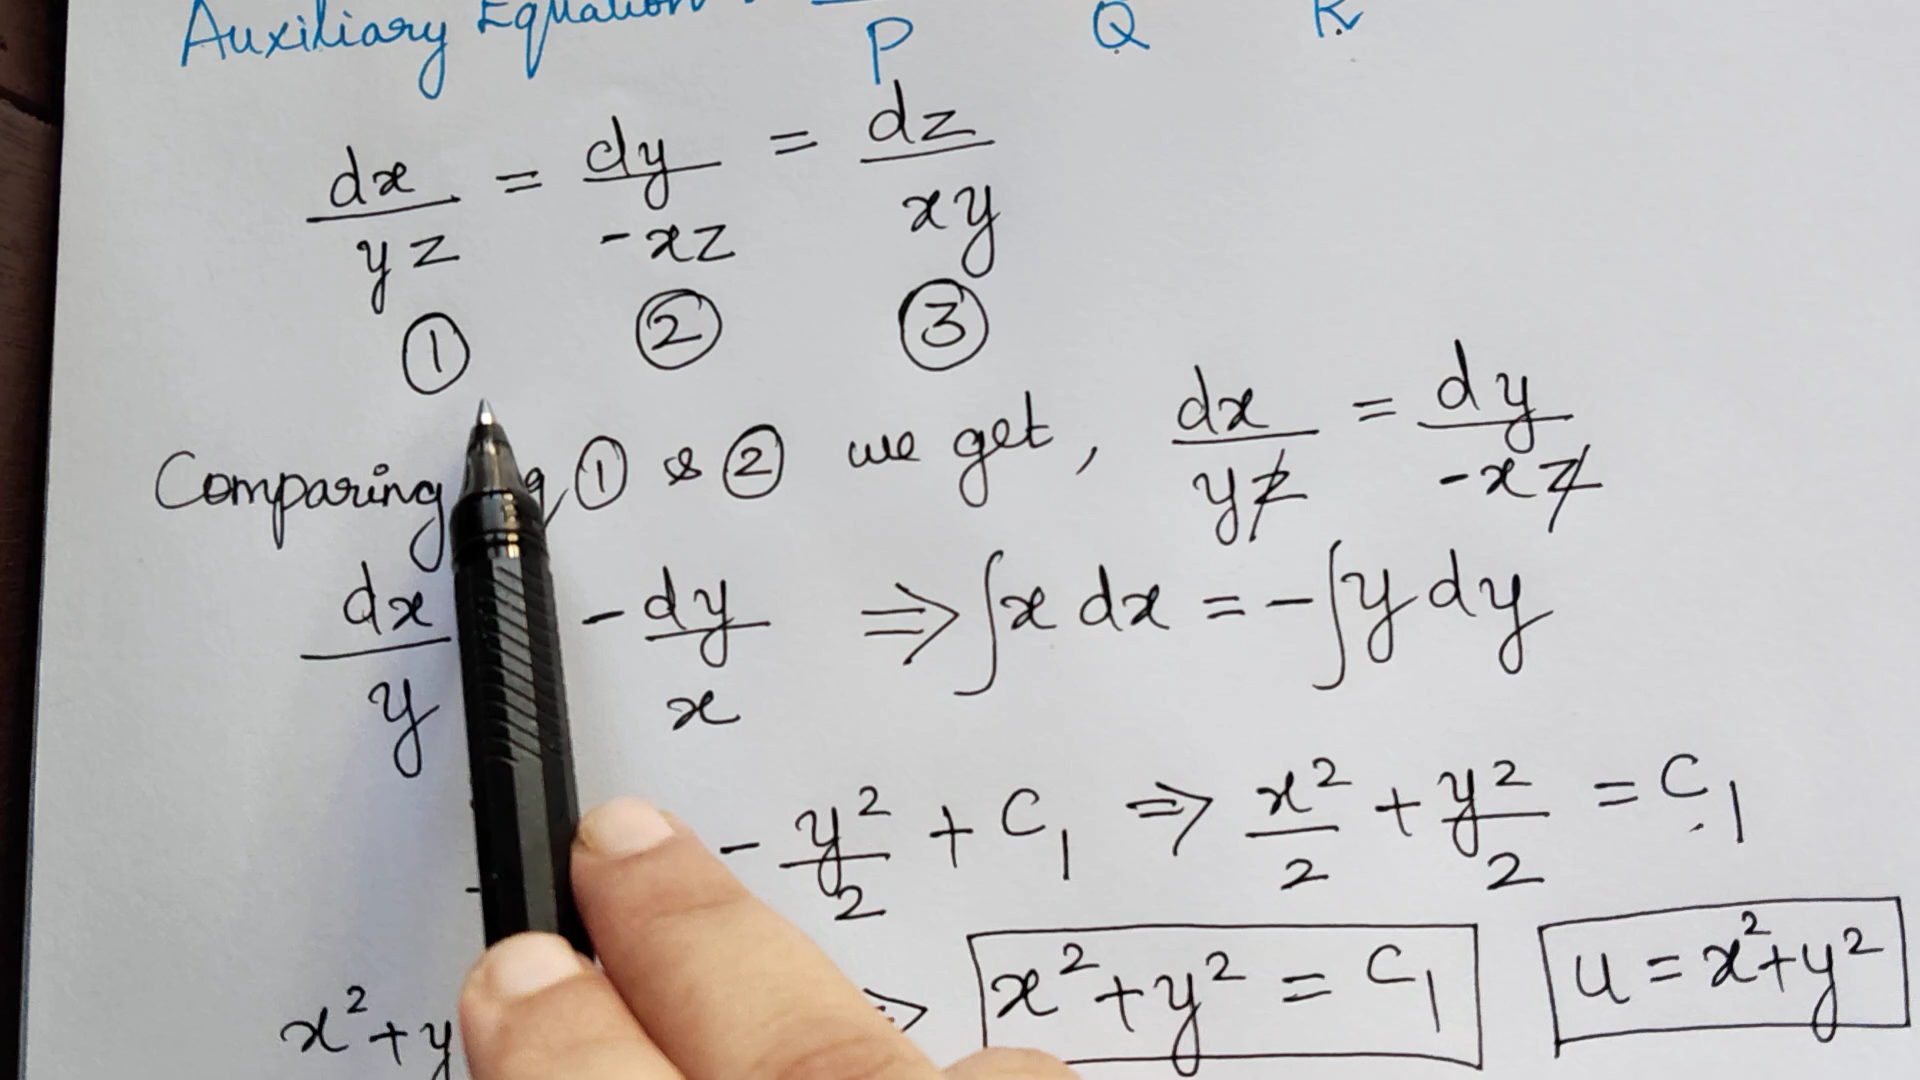 Auxiliary Equation :
P Q R
dx/yz = dy/-xz = dz/xy
① ② ③
Comparing ① & ② we get, dx/yz = dy/-xz
dx/y - dy/x ⇒ ∫x dx = -∫y dy
- y²/2 + C₁ ⇒ x²/2 + y²/2 = C₁
x² + y ⇒ x² + y² = C₁ u = x² + y²